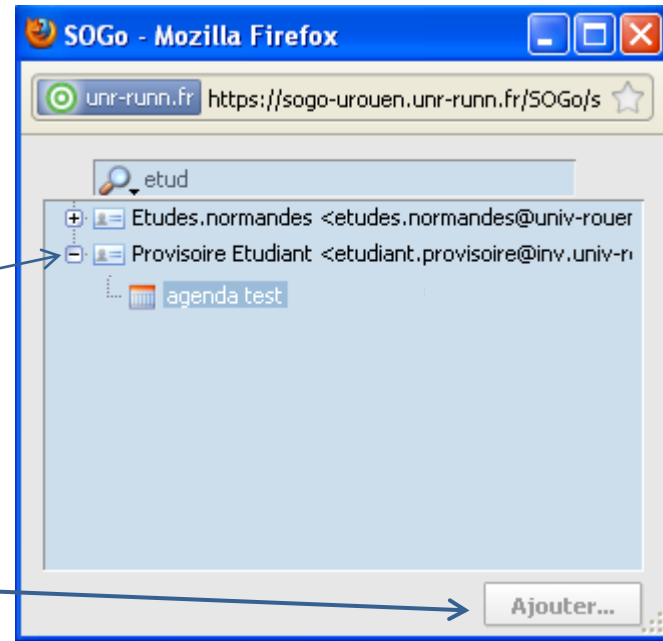 SOGo - Mozilla Firefox
unr-runn.fr https://sogo-urouen.unr-runn.fr/SOGo/s
etud
Etudes.normandes <etudes.normandes@univ-rouer
Provisoire Etudiant <etudiant.provisoire@inv.univ-r
agenda test
Ajouter...